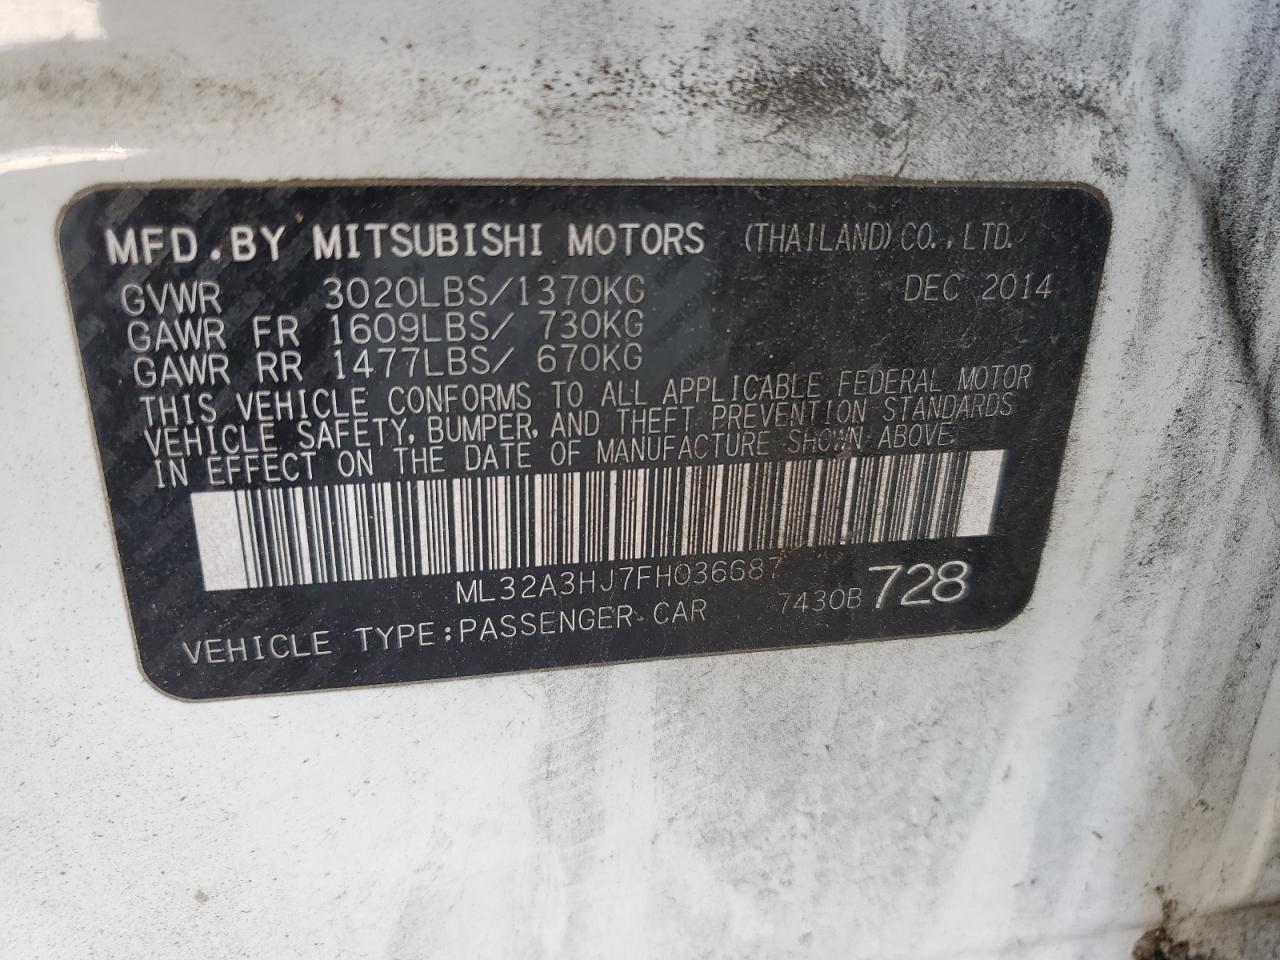 MFD.BY MITSUBISHI MOTORS (THAILAND) CO.,LTD.
GVWR 3020LBS/1370KG DEC 2014
GAWR FR 1609LBS/ 730KG
GAWR RR 1477LBS/ 670KG
THIS VEHICLE CONFORMS TO ALL APPLICABLE FEDERAL MOTOR
VEHICLE SAFETY, BUMPER, AND THEFT PREVENTION STANDARDS
IN EFFECT ON THE DATE OF MANUFACTURE SHOWN ABOVE.
ML32A3HJ7FH036687
VEHICLE TYPE:PASSENGER CAR 7430B 728